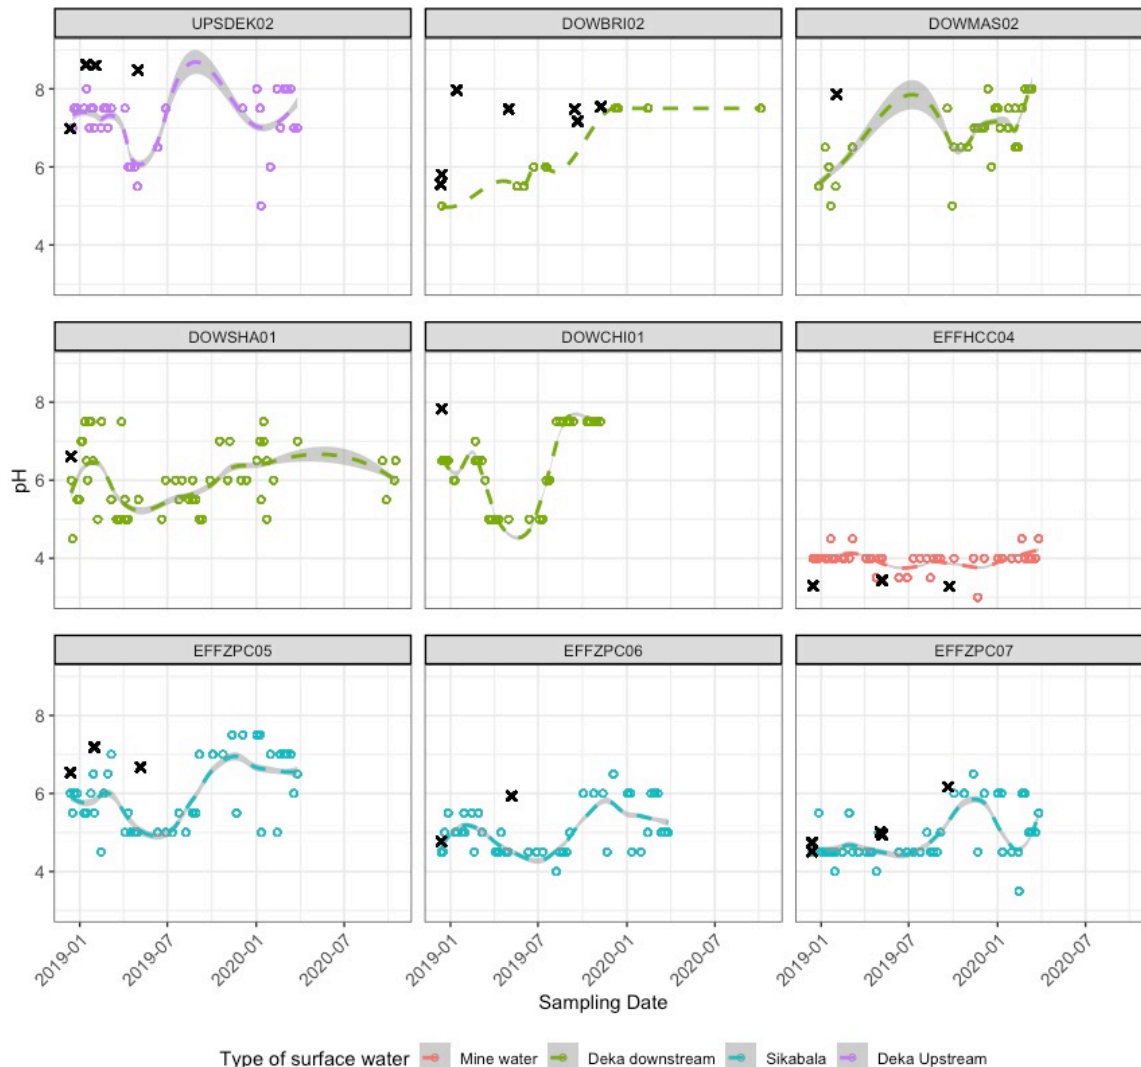 UPSDEK02 DOWBRI02 DOWMAS02
8
6
4
DOWSHA01 DOWCHI01 EFFHCC04
8
6
4
pH
EFFZPC05 EFFZPC06 EFFZPC07
8
6
4
2019-01 2019-07 2020-01 2020-07 2019-01 2019-07 2020-01 2020-07 2019-01 2019-07 2020-01 2020-07
Sampling Date
Type of surface water Mine water Deka downstream Sikabala Deka Upstream